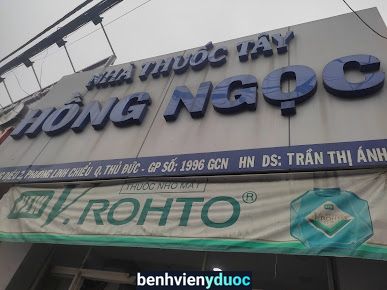 NHÀ THUỐC TÂY
HỒNG NGỌC
PHƯỜNG LINH CHIỂU Q. THỦ ĐỨC - GP SỐ: 1996 GCN HN DS: TRẦN THỊ ÁNH
THUỐC NHỎ MẮT
V. ROHTO®
benhvienyduoc